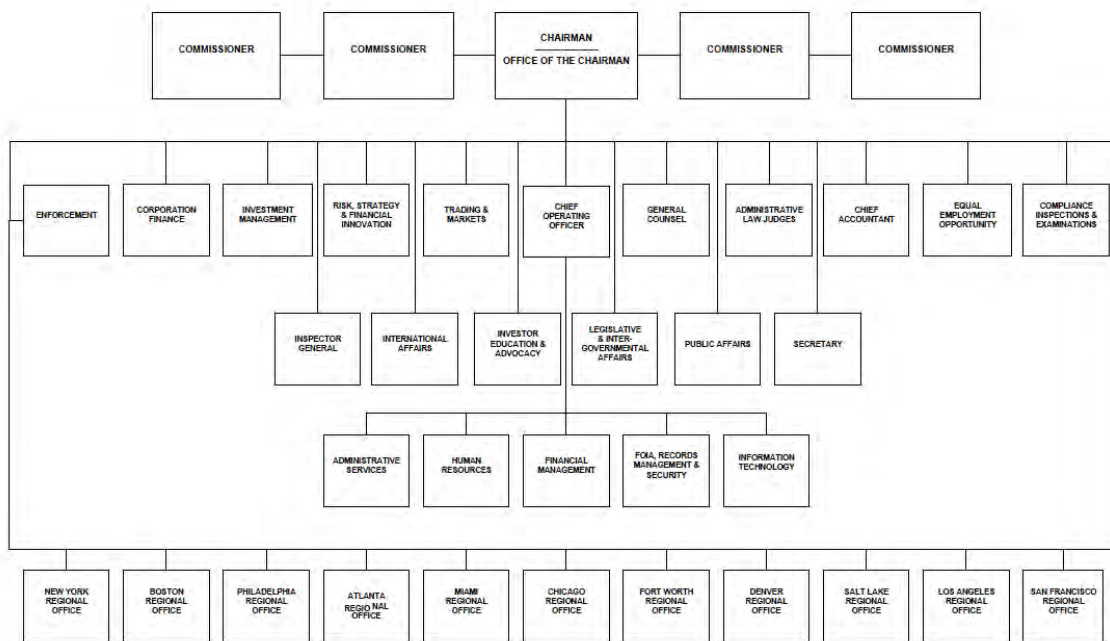 COMMISSIONER
COMMISSIONER
CHAIRMAN
OFFICE OF THE CHAIRMAN
COMMISSIONER
COMMISSIONER
ENFORCEMENT
CORPORATION
FINANCE
INVESTMENT
MANAGEMENT
RISK, STRATEGY
& FINANCIAL
INNOVATION
TRADING &
MARKETS
CHIEF
OPERATING
OFFICER
GENERAL
COUNSEL
ADMINISTRATIVE
LAW JUDGES
CHIEF
ACCOUNTANT
EQUAL
EMPLOYMENT
OPPORTUNITY
COMPLIANCE
INSPECTIONS &
EXAMINATIONS
INSPECTOR
GENERAL
INTERNATIONAL
AFFAIRS
INVESTOR
EDUCATION &
ADVOCACY
LEGISLATIVE
& INTER-
GOVERNMENTAL
AFFAIRS
PUBLIC AFFAIRS
SECRETARY
ADMINISTRATIVE
SERVICES
HUMAN
RESOURCES
FINANCIAL
MANAGEMENT
FOIA, RECORDS
MANAGEMENT &
SECURITY
INFORMATION
TECHNOLOGY
NEW YORK
REGIONAL
OFFICE
BOSTON
REGIONAL
OFFICE
PHILADELPHIA
REGIONAL
OFFICE
ATLANTA
REGIONAL
OFFICE
MIAMI
REGIONAL
OFFICE
CHICAGO
REGIONAL
OFFICE
FORT WORTH
REGIONAL
OFFICE
DENVER
REGIONAL
OFFICE
SALT LAKE
REGIONAL
OFFICE
LOS ANGELES
REGIONAL
OFFICE
SAN FRANCISCO
REGIONAL
OFFICE